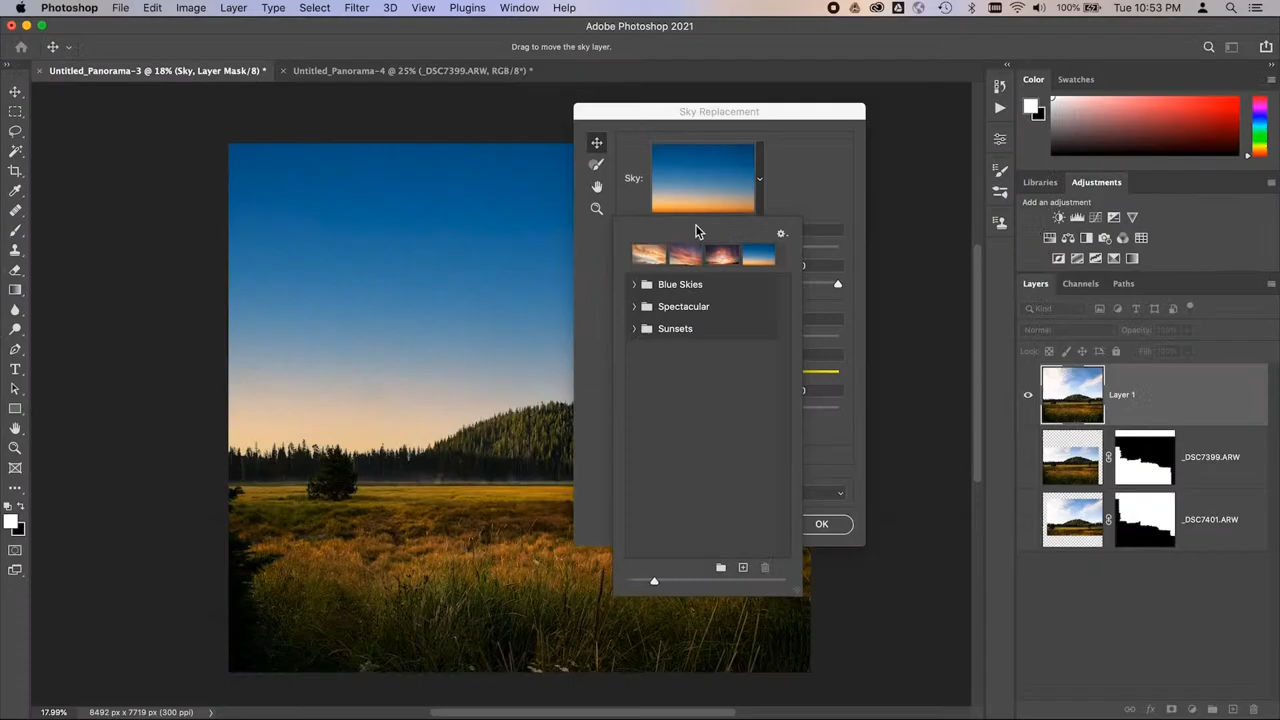 Photoshop File Edit Image Layer Type Select Filter 3D View Plugins Window Help 100% Tue 10:53 PM
Adobe Photoshop 2021
Drag to move the sky layer.
Untitled_Panorama-3 @ 18% (Sky, Layer Mask/8) *
Untitled_Panorama-4 @ 25% (_DSC7399.ARW, RGB/8*) *
Color Swatches
Sky Replacement
Sky:
Libraries Adjustments
Add an adjustment
Blue Skies
Spectacular
Sunsets
Layers Channels Paths
Kind
Normal Opacity: 100%
Lock: Fill: 100%
Layer 1
_DSC7399.ARW
_DSC7401.ARW
OK
17.99% 8492 px x 7719 px (300 ppi)